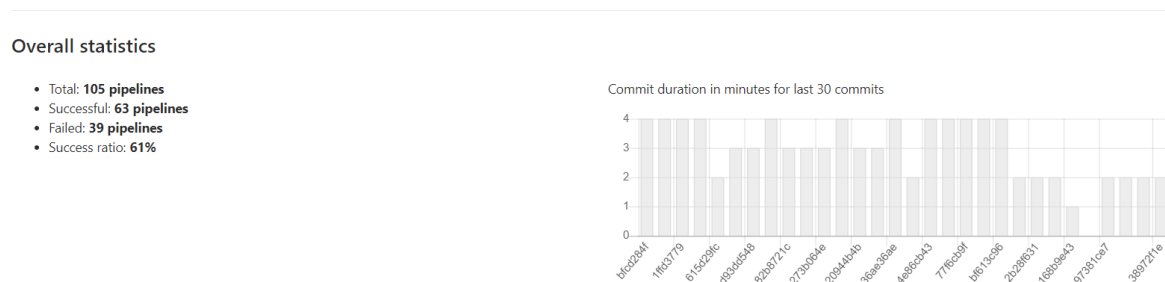 Overall statistics
Total: 105 pipelines
Successful: 63 pipelines
Failed: 39 pipelines
Success ratio: 61%
Commit duration in minutes for last 30 commits
4
3
2
1
0
bfcd284f
1ffd3779
615d29fc
d93dd548
82b8721c
273b064e
20944b4b
36ae36ae
4e86cb43
77f6cb9f
bf613c96
2b28f631
168b9e43
97381ce7
38972f1e